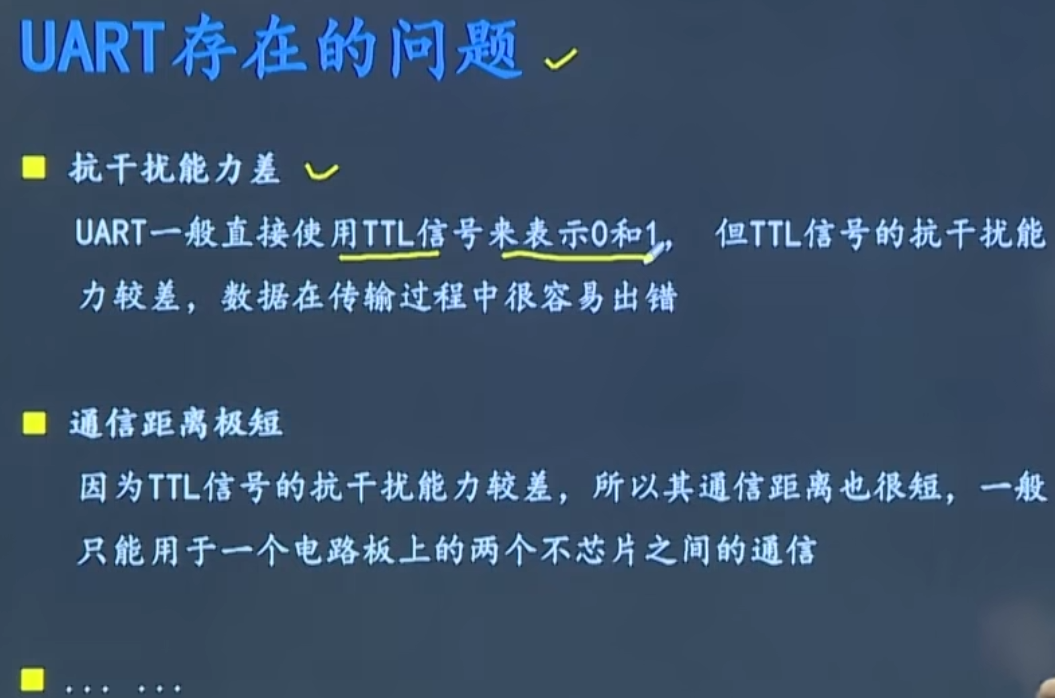 UART存在的问题
抗干扰能力差
UART一般直接使用TTL信号来表示0和1， 但TTL信号的抗干扰能
力较差，数据在传输过程中很容易出错
通信距离极短
因为TTL信号的抗干扰能力较差，所以其通信距离也很短，一般
只能用于一个电路板上的两个不芯片之间的通信
... ...